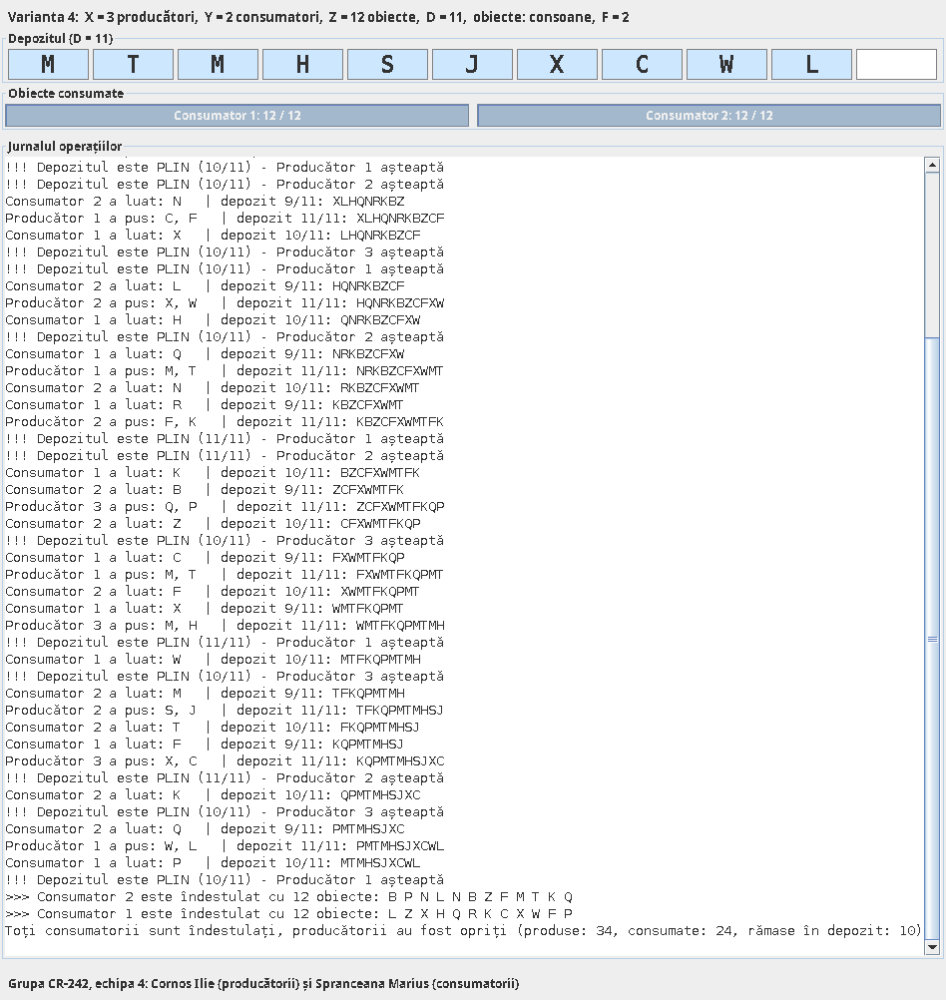 Varianta 4: X = 3 producători, Y = 2 consumatori, Z = 12 obiecte, D = 11, obiecte: consoane, F = 2
Depozitul (D = 11)
M T M H S J X C W L
Obiecte consumate
Consumator 1: 12 / 12 Consumator 2: 12 / 12
Jurnalul operațiilor
!!! Depozitul este PLIN (10/11) - Producător 1 așteaptă
!!! Depozitul este PLIN (10/11) - Producător 2 așteaptă
Consumator 2 a luat: N | depozit 9/11: XLHQNRKBZ
Producător 1 a pus: C, F | depozit 11/11: XLHQNRKBZCF
Consumator 1 a luat: X | depozit 10/11: LHQNRKBZCF
!!! Depozitul este PLIN (10/11) - Producător 3 așteaptă
!!! Depozitul este PLIN (10/11) - Producător 1 așteaptă
Consumator 2 a luat: L | depozit 9/11: HQNRKBZCF
Producător 2 a pus: X, W | depozit 11/11: HQNRKBZCFXW
Consumator 1 a luat: H | depozit 10/11: QNRKBZCFXW
!!! Depozitul este PLIN (10/11) - Producător 2 așteaptă
Consumator 1 a luat: Q | depozit 9/11: NRKBZCFXW
Producător 1 a pus: M, T | depozit 11/11: NRKBZCFXWMT
Consumator 2 a luat: N | depozit 10/11: RKBZCFXWMT
Consumator 1 a luat: R | depozit 9/11: KBZCFXWMT
Producător 2 a pus: F, K | depozit 11/11: KBZCFXWMTFK
!!! Depozitul este PLIN (11/11) - Producător 1 așteaptă
!!! Depozitul este PLIN (11/11) - Producător 2 așteaptă
Consumator 1 a luat: K | depozit 10/11: BZCFXWMTFK
Consumator 2 a luat: B | depozit 9/11: ZCFXWMTFK
Producător 3 a pus: Q, P | depozit 11/11: ZCFXWMTFKQP
Consumator 2 a luat: Z | depozit 10/11: CFXWMTFKQP
!!! Depozitul este PLIN (10/11) - Producător 3 așteaptă
Consumator 1 a luat: C | depozit 9/11: FXWMTFKQP
Producător 1 a pus: M, T | depozit 11/11: FXWMTFKQPMT
Consumator 2 a luat: F | depozit 10/11: XWMTFKQPMT
Consumator 1 a luat: X | depozit 9/11: WMTFKQPMT
Producător 3 a pus: M, H | depozit 11/11: WMTFKQPMTMH
!!! Depozitul este PLIN (11/11) - Producător 1 așteaptă
Consumator 1 a luat: W | depozit 10/11: MTFKQPMTMH
!!! Depozitul este PLIN (10/11) - Producător 3 așteaptă
Consumator 2 a luat: M | depozit 9/11: TFKQPMTMH
Producător 2 a pus: S, J | depozit 11/11: TFKQPMTMHSJ
Consumator 2 a luat: T | depozit 10/11: FKQPMTMHSJ
Consumator 1 a luat: F | depozit 9/11: KQPMTMHSJ
Producător 3 a pus: X, C | depozit 11/11: KQPMTMHSJXC
!!! Depozitul este PLIN (11/11) - Producător 2 așteaptă
Consumator 2 a luat: K | depozit 10/11: QPMTMHSJXC
!!! Depozitul este PLIN (10/11) - Producător 3 așteaptă
Consumator 2 a luat: Q | depozit 9/11: PMTMHSJXC
Producător 1 a pus: W, L | depozit 11/11: PMTMHSJXCWL
Consumator 1 a luat: P | depozit 10/11: MTMHSJXCWL
!!! Depozitul este PLIN (10/11) - Producător 1 așteaptă
>>> Consumator 2 este îndestulat cu 12 obiecte: B P N L N B Z F M T K Q
>>> Consumator 1 este îndestulat cu 12 obiecte: L Z X H Q R K C X W F P
Toți consumatorii sunt îndestulați, producătorii au fost opriți (produse: 34, consumate: 24, rămase în depozit: 10)
Grupa CR-242, echipa 4: Cornos Ilie (producătorii) și Spranceana Marius (consumatorii)